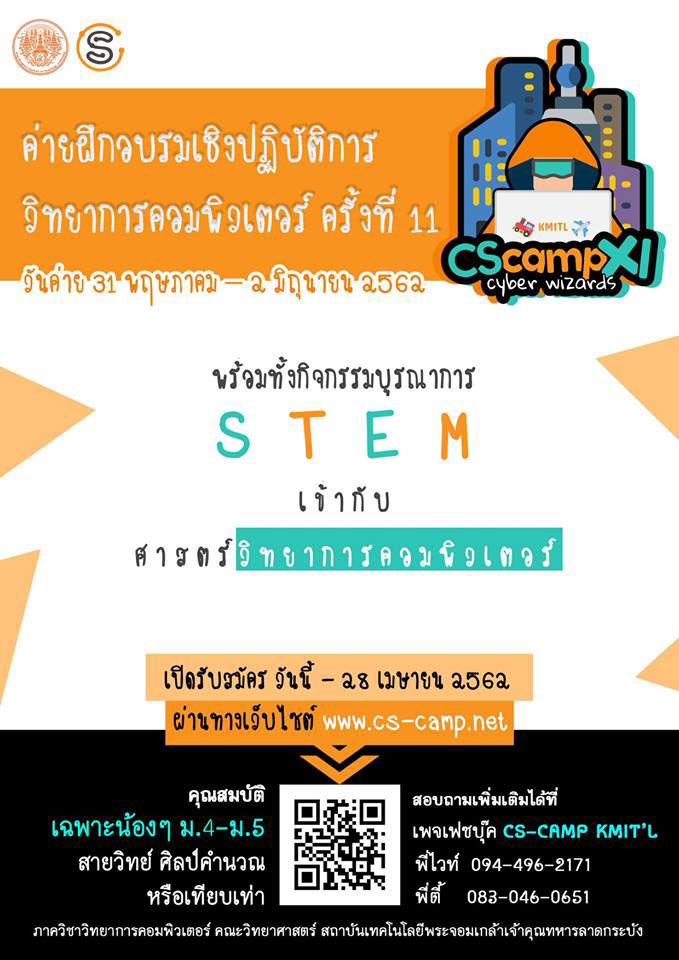 ค่ายฝึกอบรมเชิงปฏิบัติการ
วิทยาการคอมพิวเตอร์ ครั้งที่ 11
วันค่าย 31 พฤษภาคม – 2 มิถุนายน 2562
KMITL
CScampXI
cyber wizards
พร้อมทั้งกิจกรรมบูรณาการ
STEM
เข้ากับ
ศาสตร์วิทยาการคอมพิวเตอร์
เปิดรับสมัคร วันนี้ – 28 เมษายน 2562
ผ่านทางเว็บไซต์ www.cs-camp.net
คุณสมบัติ
เฉพาะน้องๆ ม.4-ม.5
สายวิทย์ ศิลป์คำนวณ
หรือเทียบเท่า
สอบถามเพิ่มเติมได้ที่
เพจเฟซบุ๊ค CS-CAMP KMIT'L
พี่ไวท์ 094-496-2171
พี่ตี้ 083-046-0651
ภาควิชาวิทยาการคอมพิวเตอร์ คณะวิทยาศาสตร์ สถาบันเทคโนโลยีพระจอมเกล้าเจ้าคุณทหารลาดกระบัง